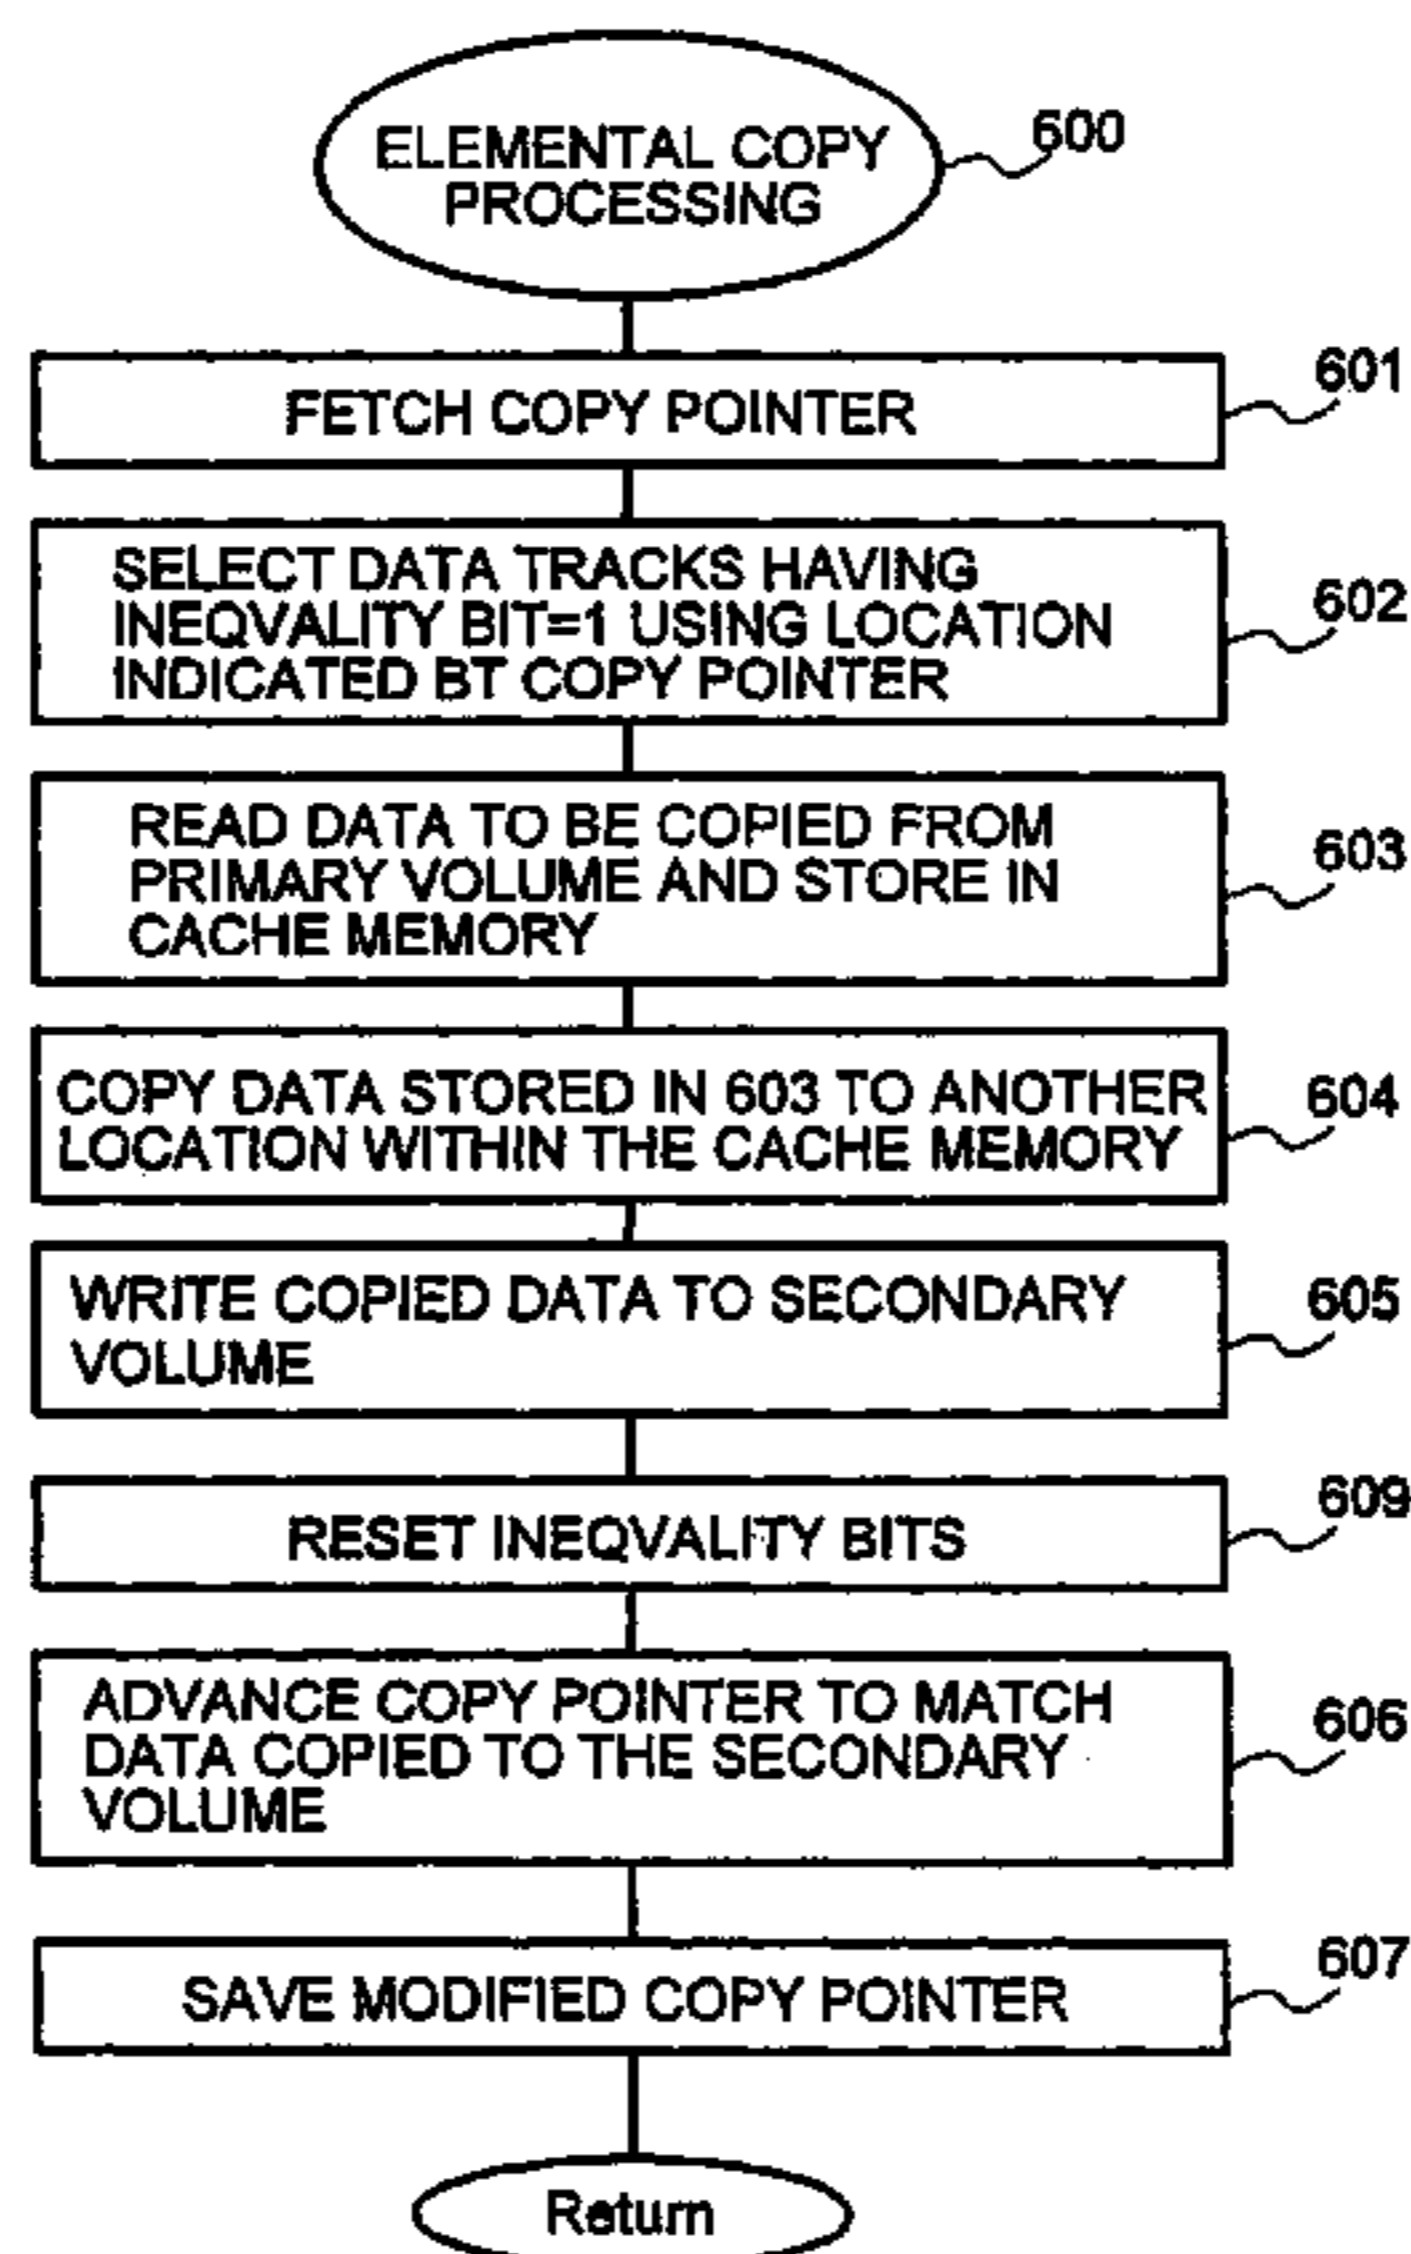 ELEMENTAL COPY
PROCESSING
600
FETCH COPY POINTER
601
SELECT DATA TRACKS HAVING
INEQVALITY BIT=1 USING LOCATION
INDICATED BT COPY POINTER
602
READ DATA TO BE COPIED FROM
PRIMARY VOLUME AND STORE IN
CACHE MEMORY
603
COPY DATA STORED IN 603 TO ANOTHER
LOCATION WITHIN THE CACHE MEMORY
604
WRITE COPIED DATA TO SECONDARY
VOLUME
605
RESET INEQVALITY BITS
609
ADVANCE COPY POINTER TO MATCH
DATA COPIED TO THE SECONDARY
VOLUME
606
SAVE MODIFIED COPY POINTER
607
Return